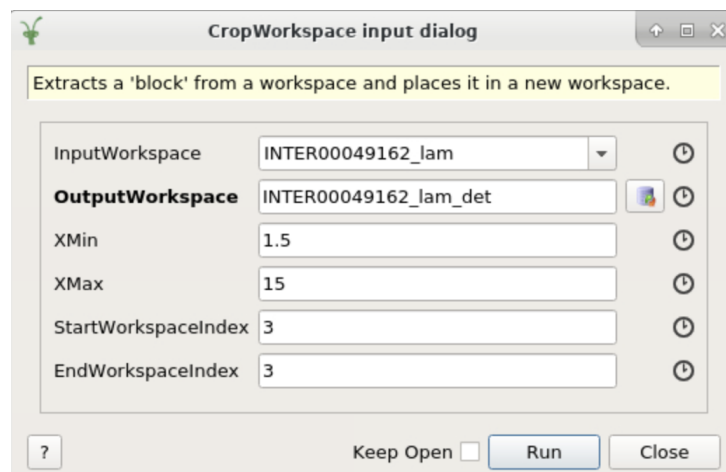 CropWorkspace input dialog
Extracts a 'block' from a workspace and places it in a new workspace.
InputWorkspace INTER00049162_lam
OutputWorkspace INTER00049162_lam_det
XMin 1.5
XMax 15
StartWorkspaceIndex 3
EndWorkspaceIndex 3
? Keep Open Run Close